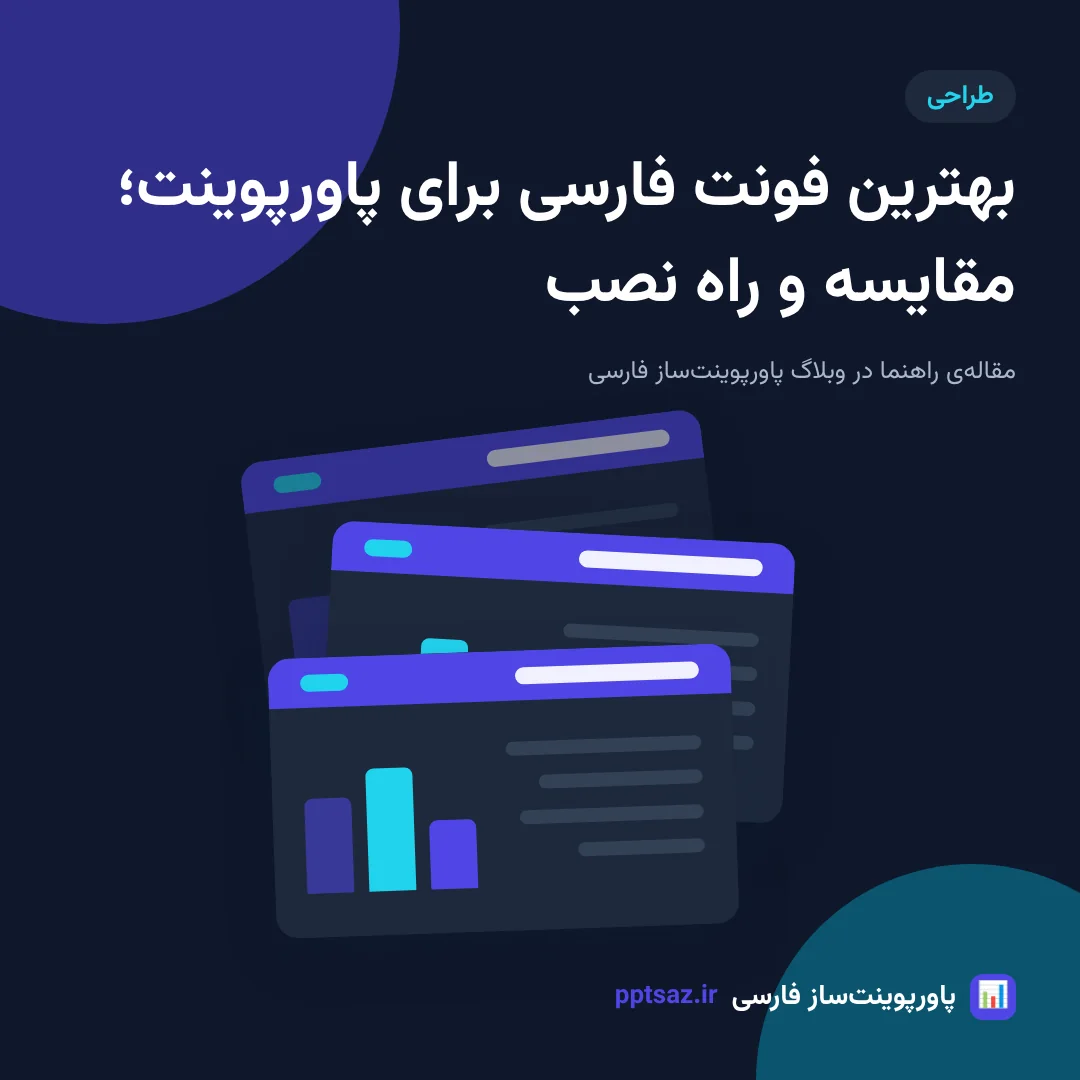 طراحی
بهترین فونت فارسی برای پاورپوینت؛
مقایسه و راه نصب
مقاله‌ی راهنما در وبلاگ پاورپوینت‌ساز فارسی
پاورپوینت‌ساز فارسی pptsaz.ir